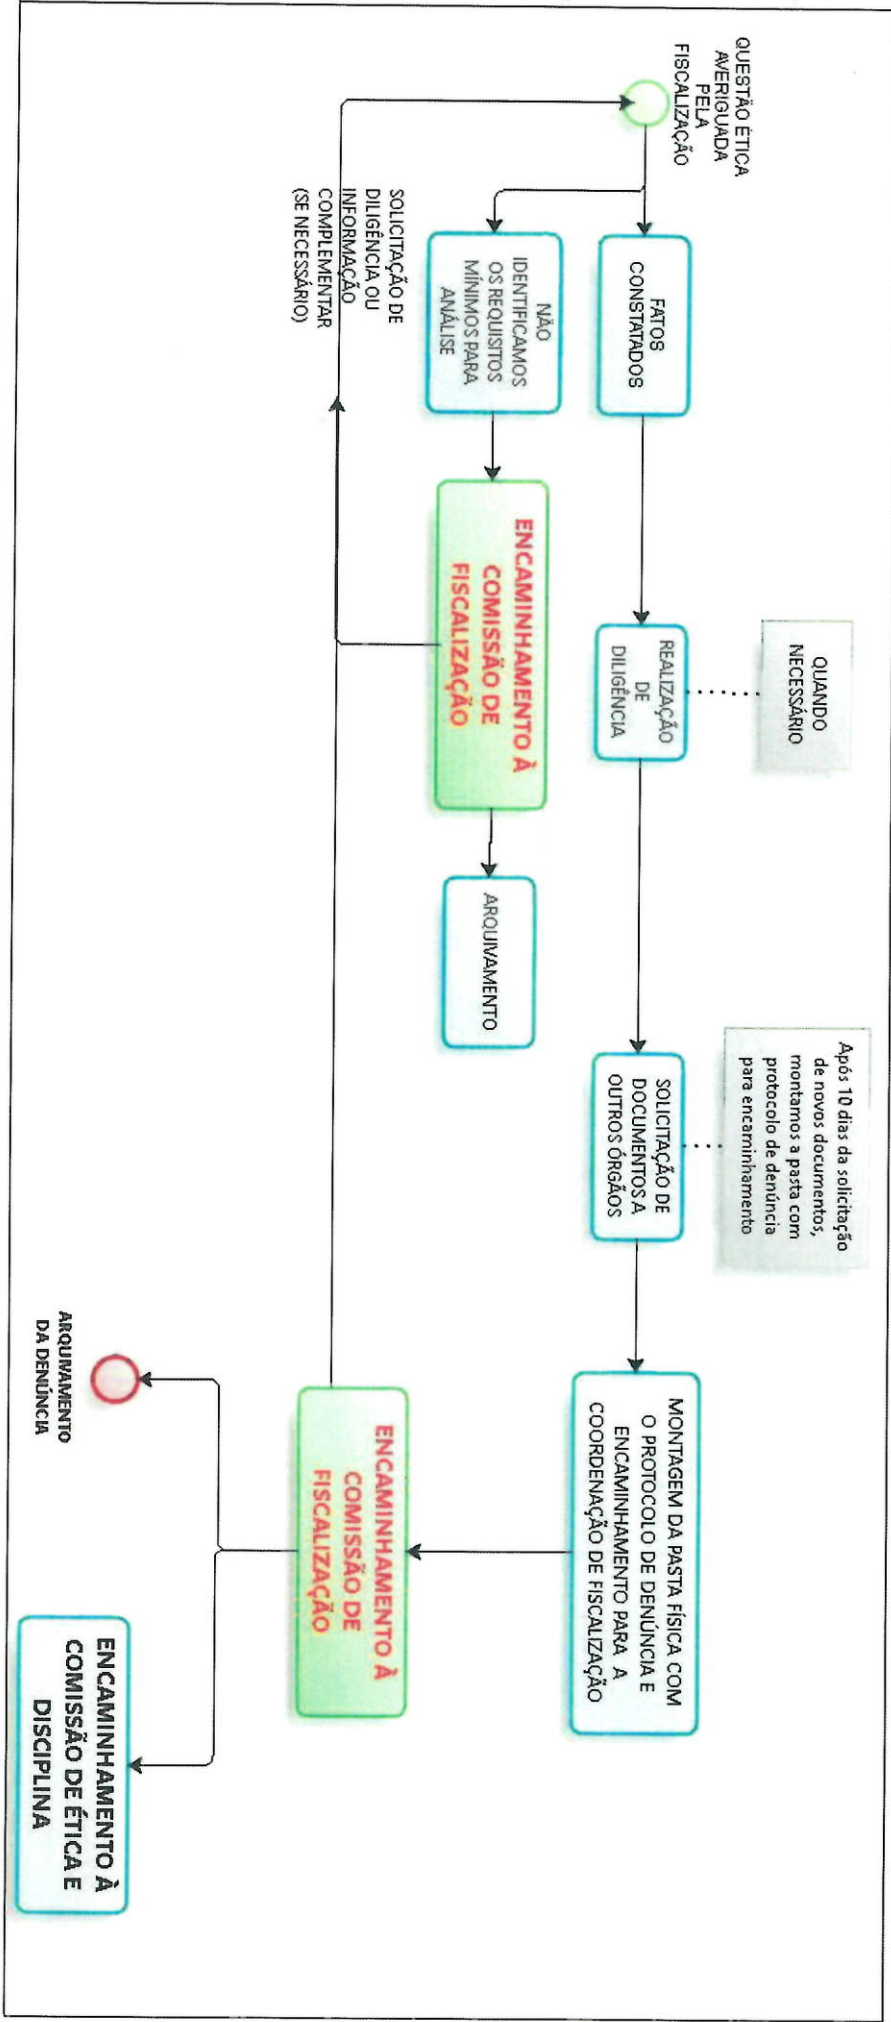 QUESTÃO ÉTICA
AVERIGUADA
PELA
FISCALIZAÇÃO
FATOS
CONSTATADOS
QUANDO
NECESSÁRIO
REALIZAÇÃO
DE
DILIGÊNCIA
Após 10 dias da solicitação
de novos documentos,
montamos a pasta com
protocolo de denúncia
para encaminhamento
SOLICITAÇÃO DE
DOCUMENTOS A
OUTROS ÓRGÃOS
MONTAGEM DA PASTA FÍSICA COM
O PROTOCOLO DE DENÚNCIA E
ENCAMINHAMENTO PARA A
COORDENAÇÃO DE FISCALIZAÇÃO
NÃO
IDENTIFICAMOS
OS REQUISITOS
MÍNIMOS PARA
ANÁLISE
ENCAMINHAMENTO À
COMISSÃO DE
FISCALIZAÇÃO
ARQUIVAMENTO
SOLICITAÇÃO DE
DILIGÊNCIA OU
INFORMAÇÃO
COMPLEMENTAR
(SE NECESSÁRIO)
ENCAMINHAMENTO À
COMISSÃO DE
FISCALIZAÇÃO
ARQUIVAMENTO
DA DENÚNCIA
ENCAMINHAMENTO À
COMISSÃO DE ÉTICA E
DISCIPLINA